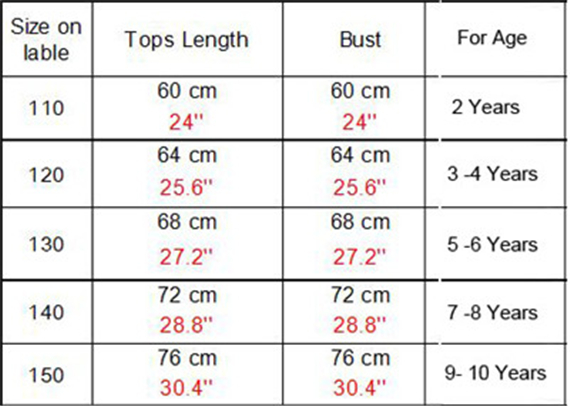 Size on lable Tops Length Bust For Age
110 60 cm 24" 60 cm 24" 2 Years
120 64 cm 25.6" 64 cm 25.6" 3 -4 Years
130 68 cm 27.2" 68 cm 27.2" 5 -6 Years
140 72 cm 28.8" 72 cm 28.8" 7 -8 Years
150 76 cm 30.4" 76 cm 30.4" 9- 10 Years